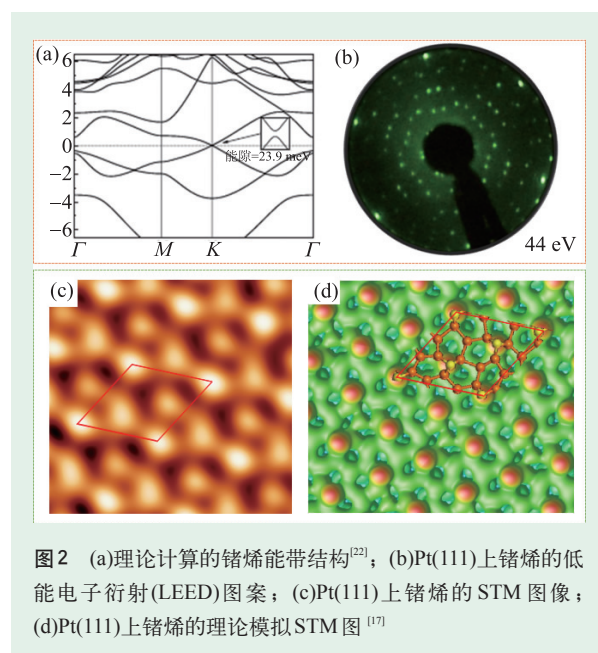 (a)
6
4
2
0
−2
−4
−6
Γ
M
K
Γ
能隙=23.9 meV
(b)
44 eV
(c)
(d)
图2 (a)理论计算的锗烯能带结构[22]；(b)Pt(111)上锗烯的低
能电子衍射(LEED)图案；(c)Pt(111)上锗烯的STM图像；
(d)Pt(111)上锗烯的理论模拟STM图[17]